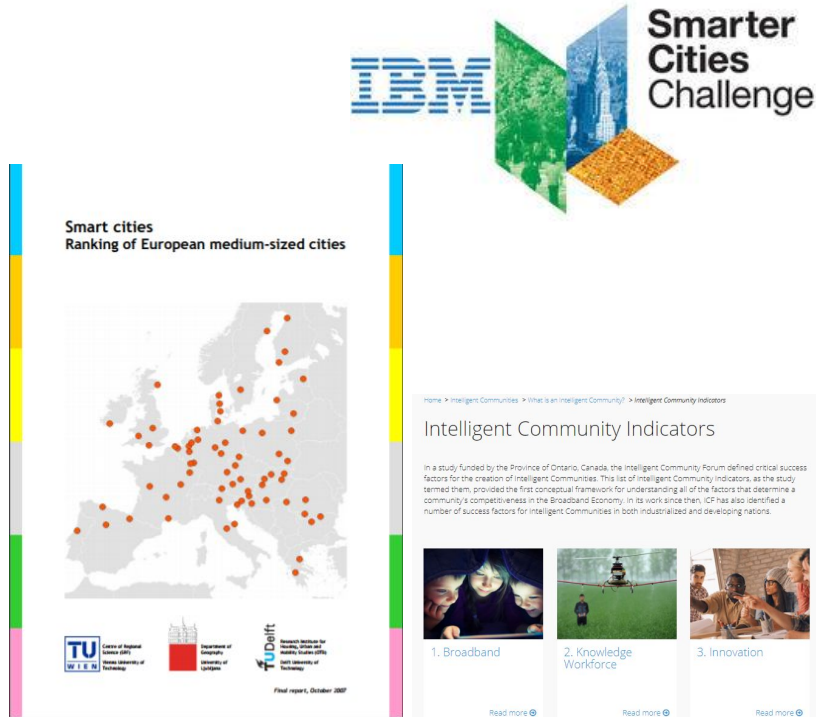 IBM
Smarter
Cities
Challenge
Smart cities
Ranking of European medium-sized cities
TU
WIEN
Centre of Regional
Science (SRF)
Vienna University of
Technology
Department of
Geography
University of
Ljubljana
TUDelft
Research Institute for
Housing, Urban and
Mobility Studies (OTB)
Delft University of
Technology
Final report, October 2007
Home > Intelligent Communities > What is an Intelligent Community? > Intelligent Community Indicators
Intelligent Community Indicators
In a study funded by the Province of Ontario, Canada, the Intelligent Community Forum defined critical success
factors for the creation of Intelligent Communities. This list of Intelligent Community Indicators, as the study
termed them, provided the first conceptual framework for understanding all of the factors that determine a
community's competitiveness in the Broadband Economy. In its work since then, ICF has also identified a
number of success factors for Intelligent Communities in both industrialized and developing nations.
1. Broadband
Read more
2. Knowledge
Workforce
Read more
3. Innovation
Read more